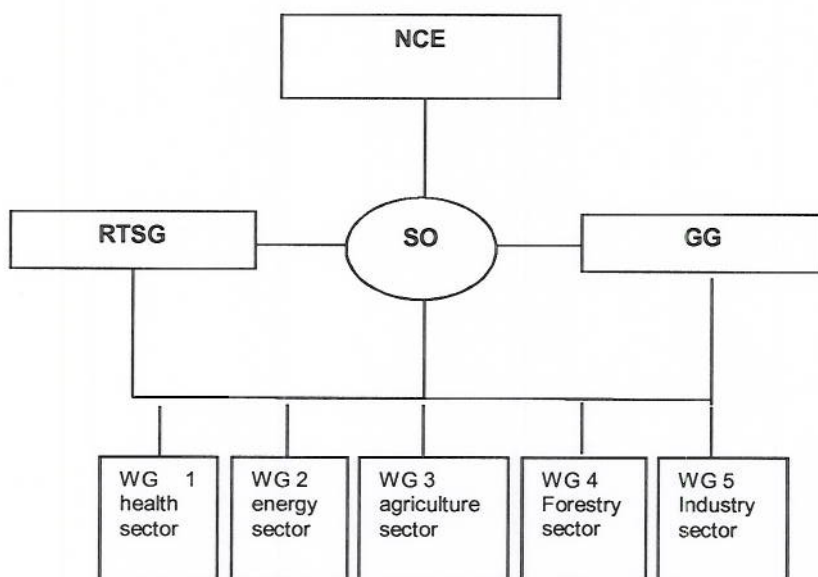 NCE
RTSG
SO
GG
WG 1
health
sector
WG 2
energy
sector
WG 3
agriculture
sector
WG 4
Forestry
sector
WG 5
Industry
sector